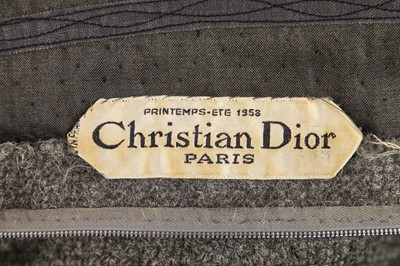 PRINTEMPS-ETE 1958
Christian Dior
PARIS